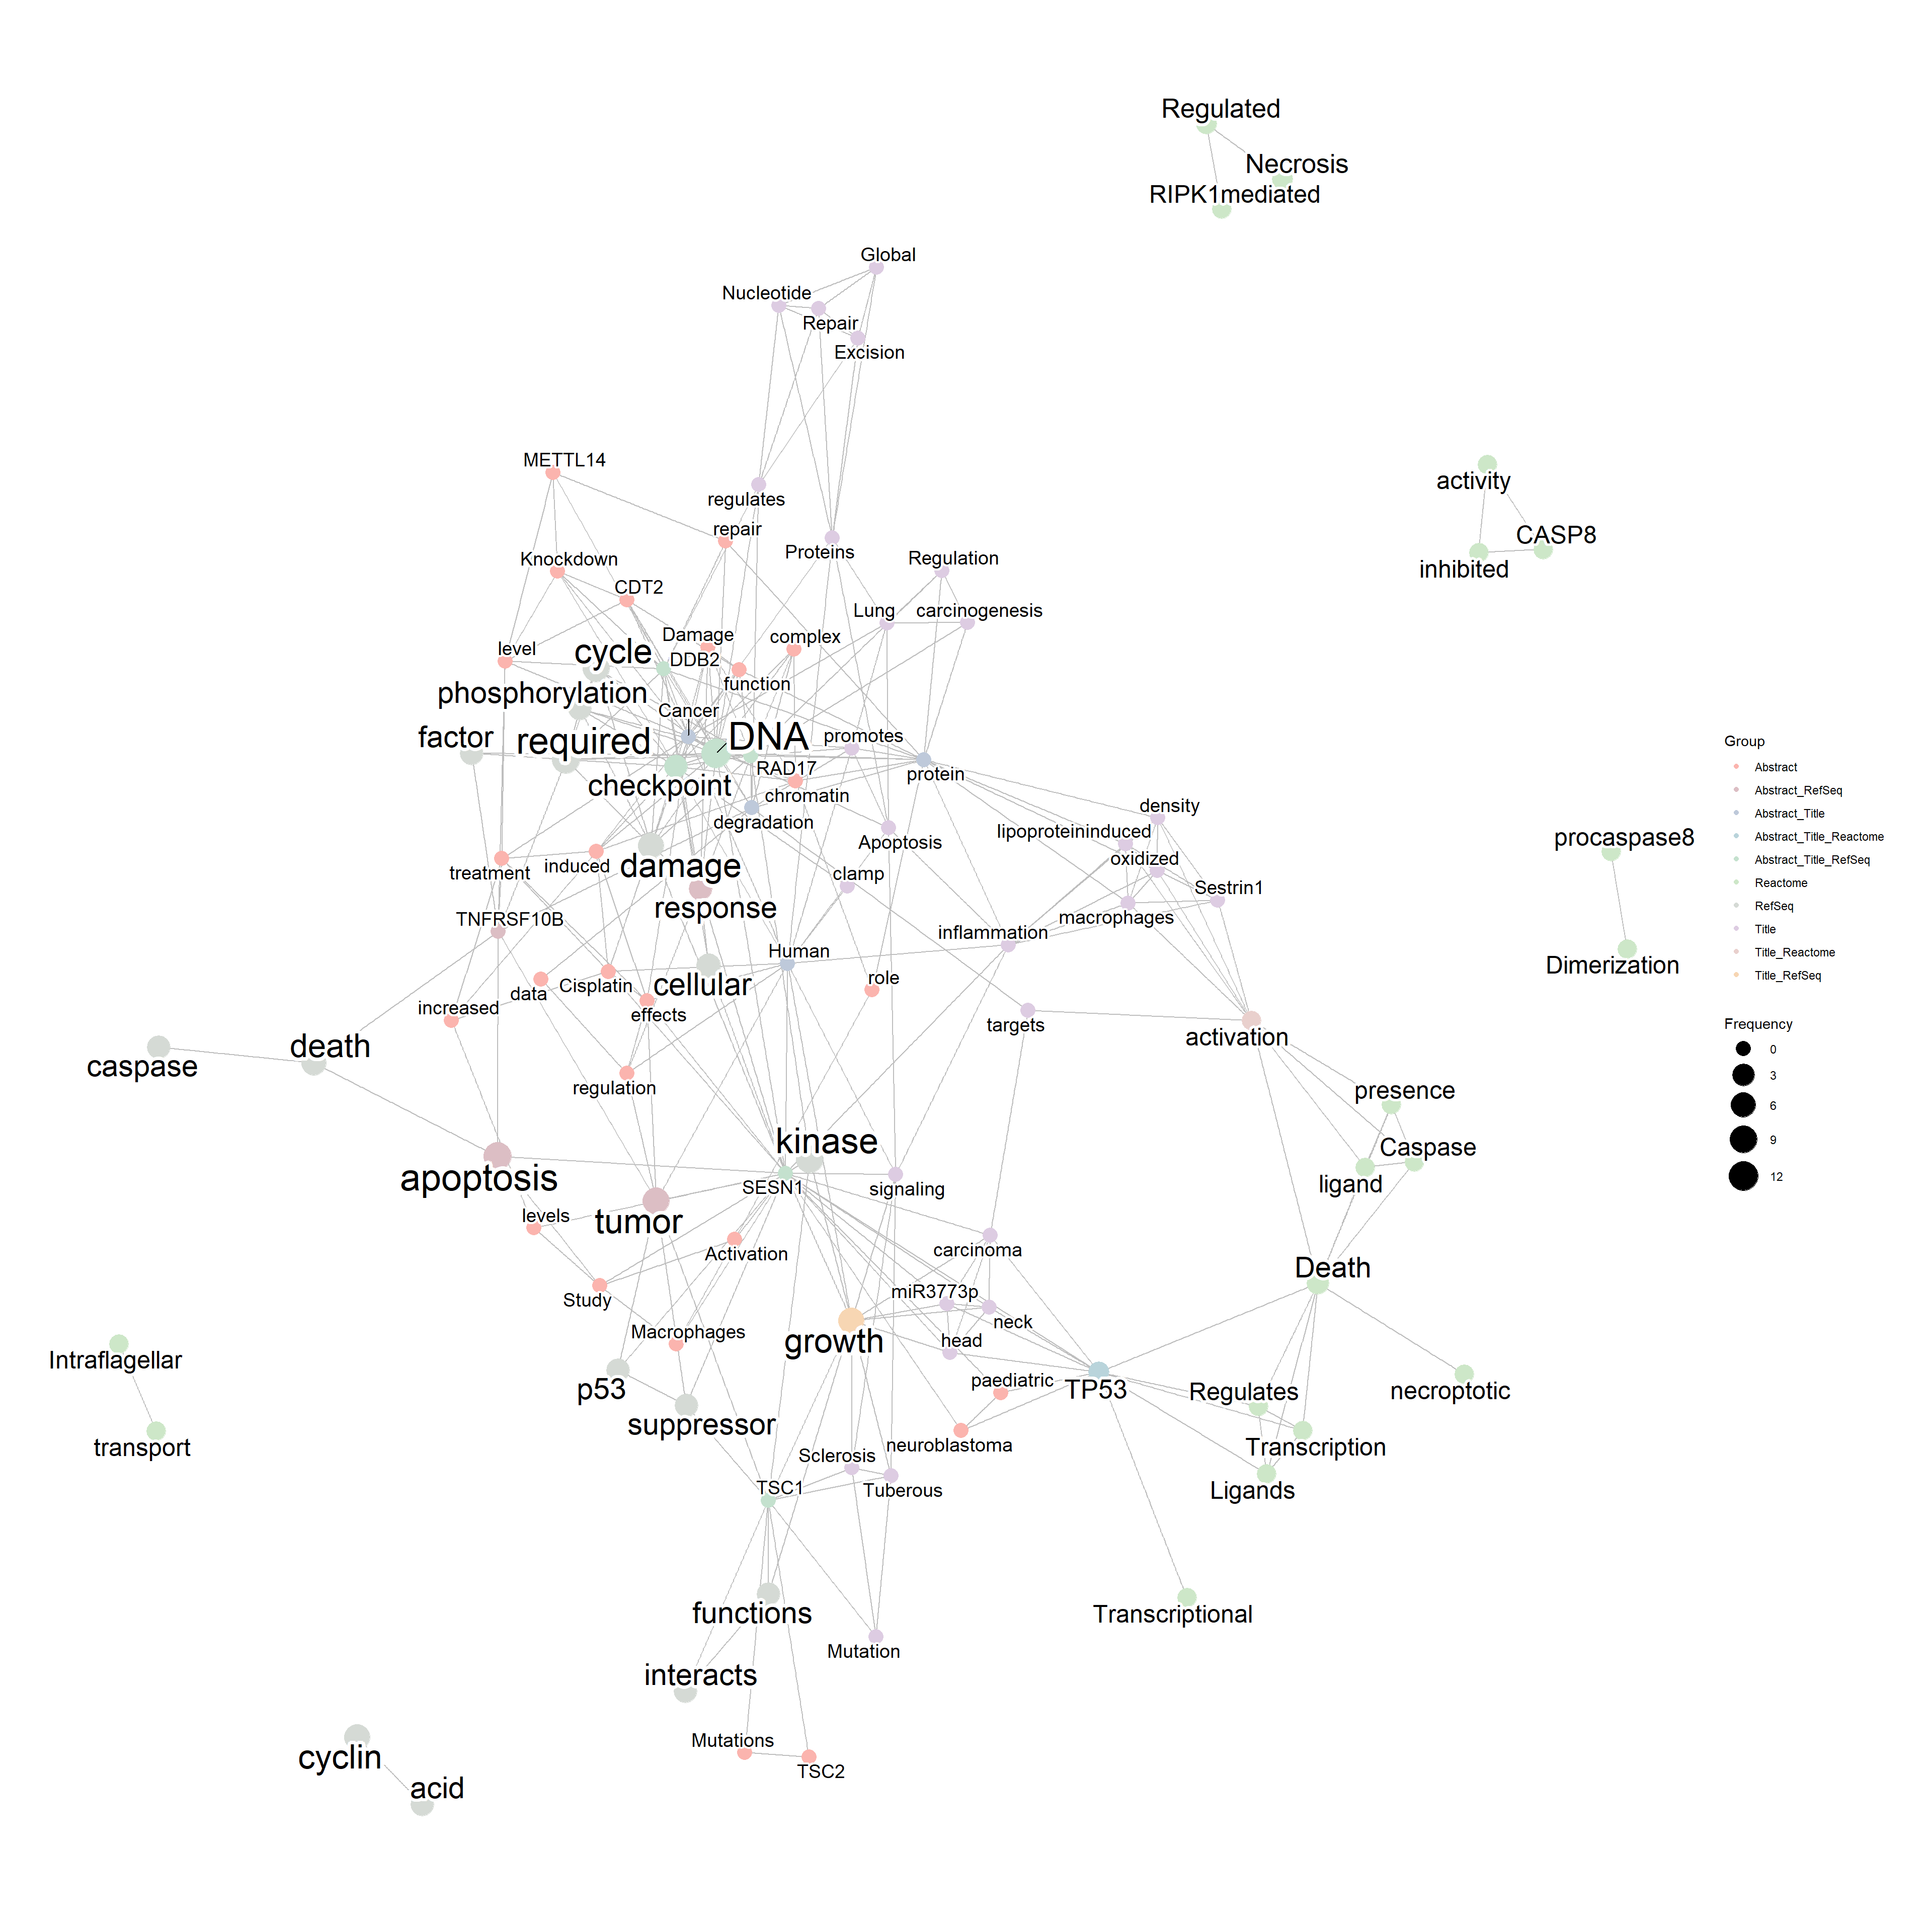 Regulated
Necrosis
RIPK1mediated
Global
Nucleotide
Repair
Excision
METTL14
regulates
repair
activity
CASP8
inhibited
Proteins
Knockdown
Regulation
CDT2
Lung
carcinogenesis
Damage
complex
level
cycle
DDB2
function
phosphorylation
Cancer
factor
required
DNA
promotes
RAD17
protein
checkpoint
chromatin
degradation
density
lipoproteininduced
Apoptosis
oxidized
procaspase8
damage
induced
treatment
clamp
Sestrin1
response
TNFRSF10B
macrophages
inflammation
Human
Dimerization
role
cellular
Cisplatin
data
increased
effects
targets
activation
death
caspase
regulation
presence
kinase
Caspase
apoptosis
SESN1
signaling
ligand
levels
tumor
Activation
carcinoma
Death
miR3773p
Study
neck
Macrophages
growth
head
Intraflagellar
p53
paediatric
TP53
Regulates
necroptotic
suppressor
transport
neuroblastoma
Transcription
Sclerosis
Tuberous
TSC1
Ligands
functions
Transcriptional
Mutation
interacts
Mutations
TSC2
cyclin
acid
Group
Abstract
Abstract_RefSeq
Abstract_Title
Abstract_Title_Reactome
Abstract_Title_RefSeq
Reactome
RefSeq
Title
Title_Reactome
Title_RefSeq
Frequency
0
3
6
9
12